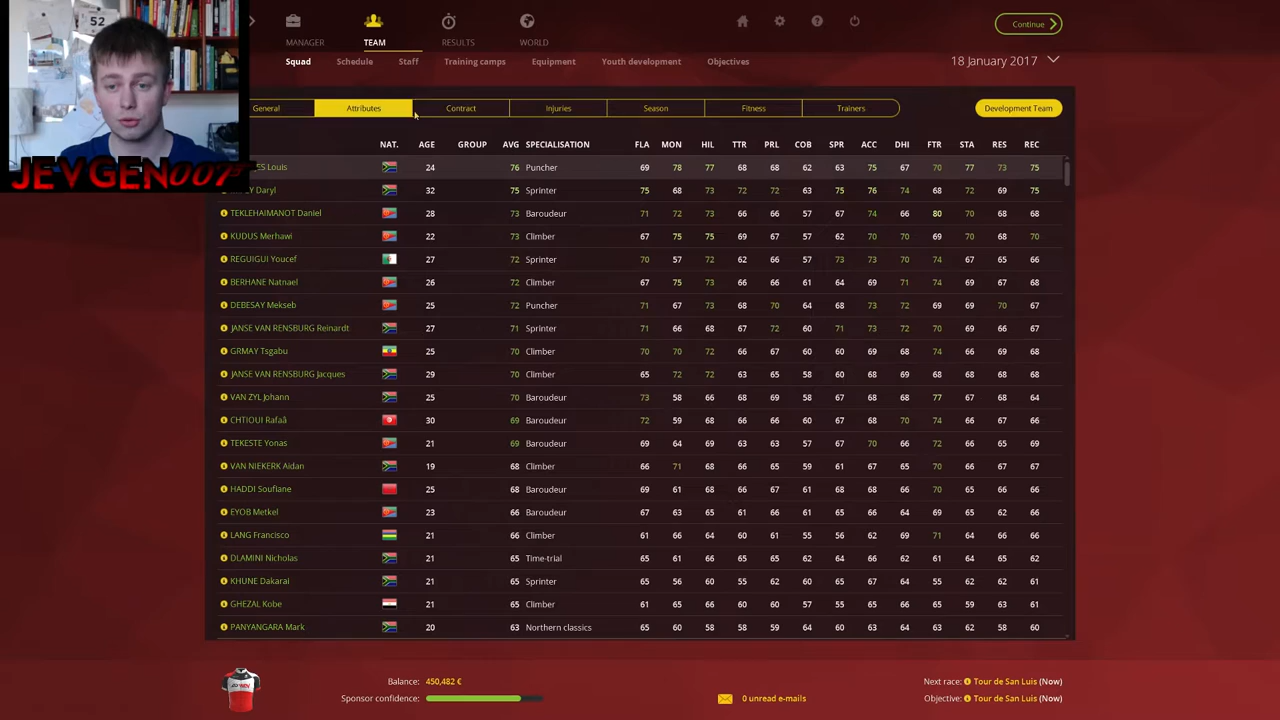 52
MANAGER TEAM RESULTS WORLD Continue
Squad Schedule Staff Training camps Equipment Youth development Objectives 18 January 2017
General Attributes Contract Injuries Season Fitness Trainers Development Team
NAT. AGE GROUP AVG SPECIALISATION FLA MON HIL TTR PRL COB SPR ACC DHI FTR STA RES REC
JEVGEN007
Louis 24 76 Puncher 69 78 77 68 68 62 63 75 67 70 77 73 75
Daryl 32 75 Sprinter 75 68 73 72 72 63 75 76 74 68 72 69 75
TEKLEHAIMANOT Daniel 28 73 Baroudeur 71 72 73 66 66 57 67 74 66 80 70 68 68
KUDUS Merhawi 22 73 Climber 67 75 75 69 67 57 62 70 70 69 70 68 70
REGUIGUI Youcef 27 72 Sprinter 70 57 72 62 66 57 73 73 70 74 67 65 66
BERHANE Natnael 26 72 Climber 67 75 73 66 66 61 64 69 71 74 69 67 68
DEBESAY Mekseb 25 72 Puncher 71 67 73 68 70 64 68 73 72 69 69 70 67
JANSE VAN RENSBURG Reinardt 27 71 Sprinter 71 66 68 67 72 60 71 73 72 70 69 66 67
GRMAY Tsgabu 25 70 Climber 70 70 72 66 67 60 60 69 68 74 66 69 68
JANSE VAN RENSBURG Jacques 29 70 Climber 65 72 72 63 65 58 60 68 69 68 68 68 68
VAN ZYL Johann 25 70 Baroudeur 73 58 66 68 69 58 67 68 67 77 67 68 64
CHTIOUI Rafaâ 30 69 Baroudeur 72 59 68 66 66 60 67 68 70 74 66 67 66
TEKESTE Yonas 21 69 Baroudeur 69 64 69 63 63 57 67 70 66 72 66 65 69
VAN NIEKERK Aidan 19 68 Climber 66 71 68 66 65 59 61 67 65 70 66 67 67
HADDI Soufiane 25 68 Baroudeur 69 61 68 66 67 61 68 68 66 70 65 66 66
EYOB Metkel 23 66 Baroudeur 67 63 65 61 66 61 65 66 64 69 65 62 66
LANG Francisco 21 66 Climber 61 66 64 60 61 55 56 62 69 71 64 66 66
DLAMINI Nicholas 21 65 Time-trial 65 61 66 65 65 62 64 66 62 61 64 65 62
KHUNE Dakarai 21 65 Sprinter 65 56 60 55 62 60 65 67 64 55 62 62 61
GHEZAL Kobe 21 65 Climber 61 65 66 60 60 57 55 66 64 65 59 63 61
PANYANGARA Mark 20 63 Northern classics 65 60 58 58 59 64 60 63 64 63 62 58 60
Balance: 450,482 €
Sponsor confidence:
0 unread e-mails
Next race: Tour de San Luis (Now)
Objective: Tour de San Luis (Now)